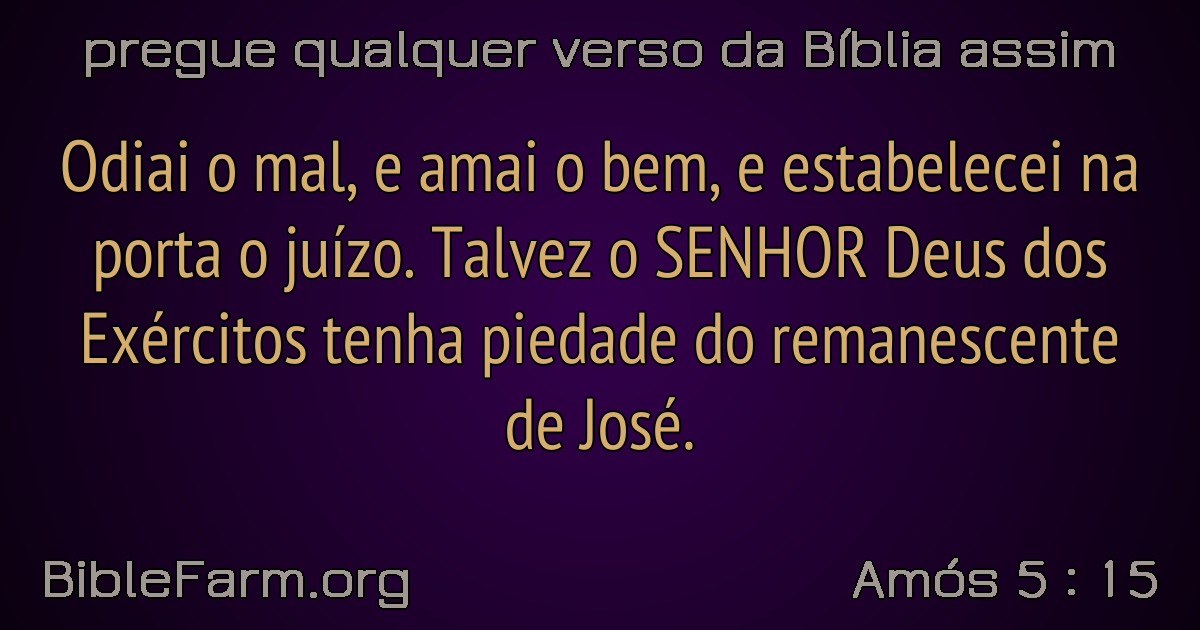 pregue qualquer verso da Bíblia assim
Odiai o mal, e amai o bem, e estabelecei na
porta o juízo. Talvez o SENHOR Deus dos
Exércitos tenha piedade do remanescente
de José.
BibleFarm.org
Amós 5 : 15